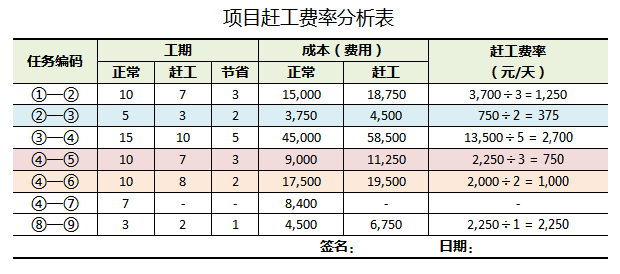 项目赶工费率分析表
任务编码 工期 成本（费用） 赶工费率（元/天）
正常 赶工 节省 正常 赶工
①—② 10 7 3 15,000 18,750 3,700÷3＝1,250
②—③ 5 3 2 3,750 4,500 750÷2 = 375
③—④ 15 10 5 45,000 58,500 13,500÷5 = 2,700
④—⑤ 10 7 3 9,000 11,250 2,250÷3 = 750
④—⑥ 10 8 2 17,500 19,500 2,000÷2 = 1,000
④—⑦ 7 - - 8,400 - -
⑧—⑨ 3 2 1 4,500 6,750 2,250÷1 = 2,250
签名： 日期：